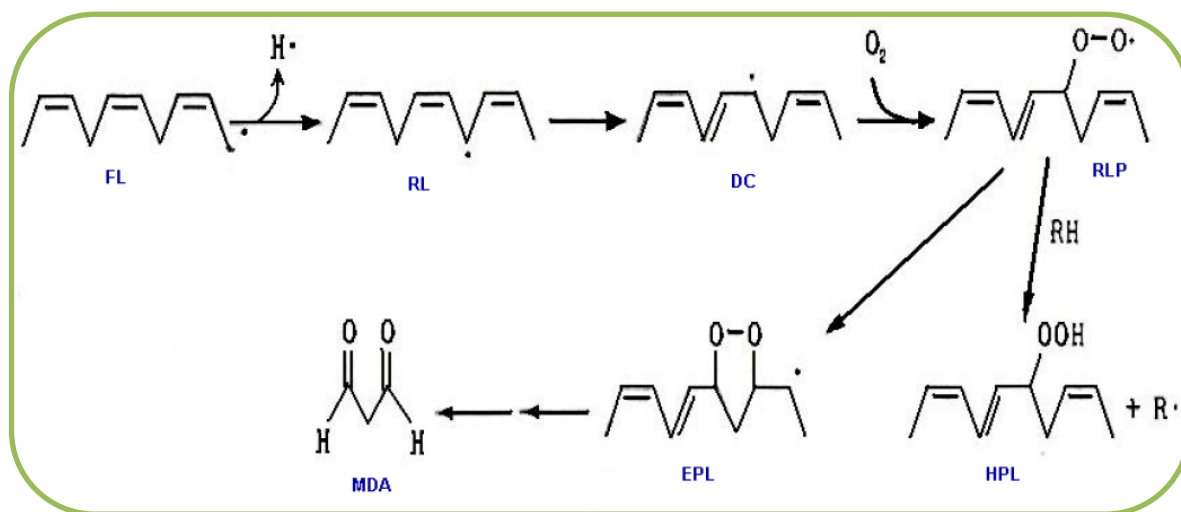 H·
O₂
O-O·
FL
RL
DC
RLP
RH
O O
O-O
OOH
H H
+ R·
MDA
EPL
HPL